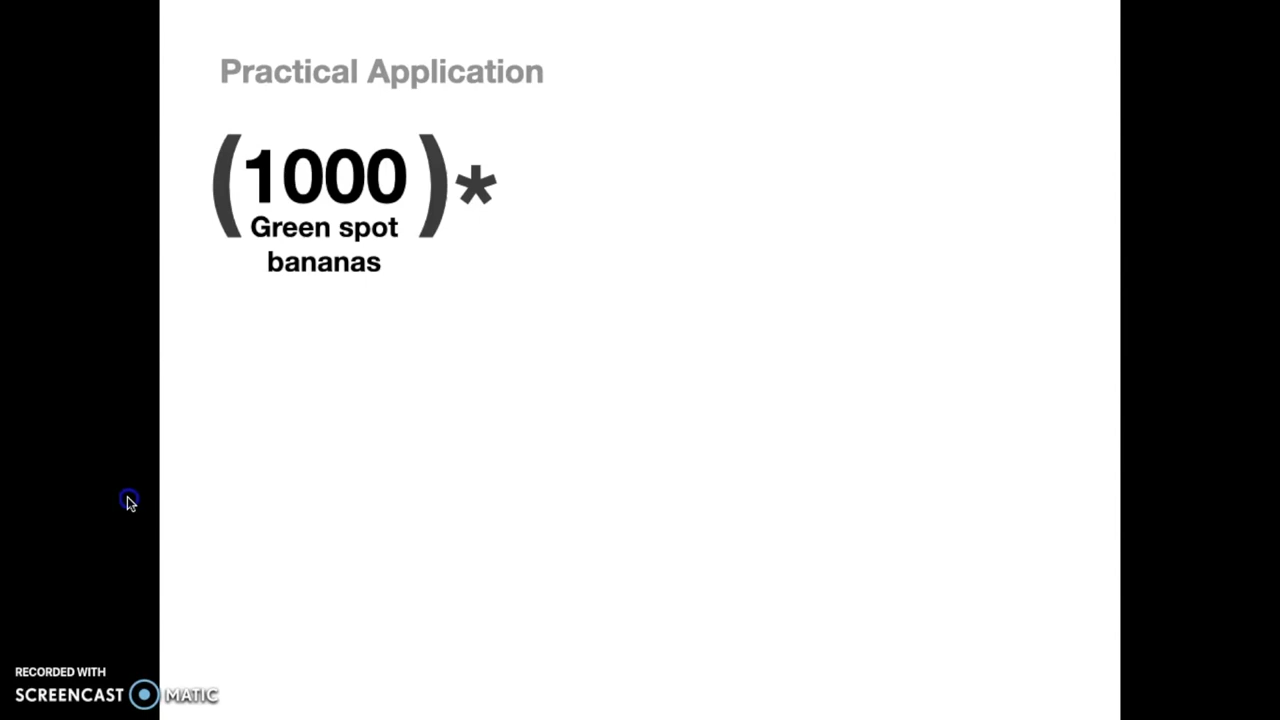 Practical Application
(1000)*
Green spot
bananas
RECORDED WITH
SCREENCAST MATIC